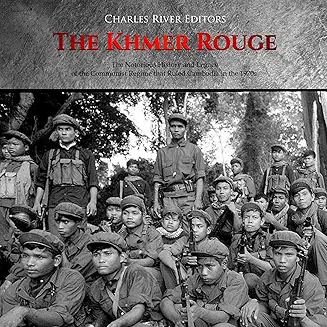 CHARLES RIVER EDITORS
THE KHMER ROUGE
The Notorious History and Legacy
of the Communist Regime that Ruled Cambodia in the 1970s